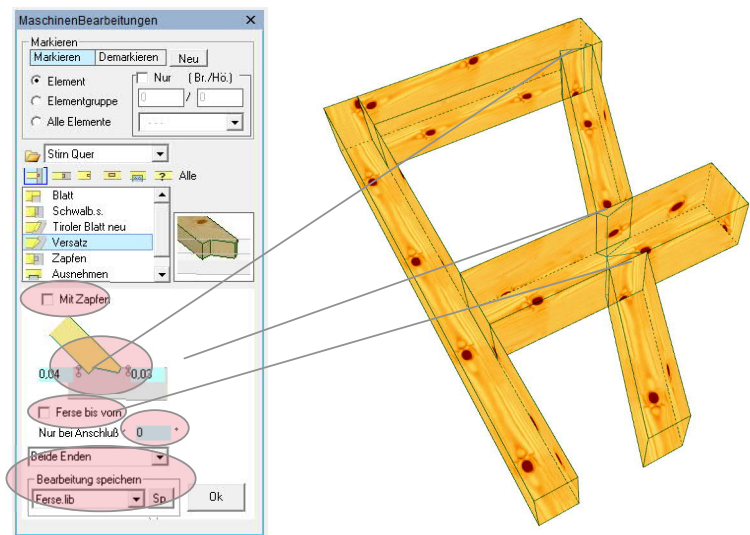 MaschinenBearbeitungen
Markieren
Markieren Demarkieren Neu
Element
Nur ( Br./Hö.)
0 / 0
Elementgruppe
Alle Elemente
- - -
Stirn Quer
? Alle
Blatt
Schwalb.s.
Tiroler Blatt neu
Versatz
Zapfen
Ausnehmen
Mit Zapfen
0,04 0,03
Ferse bis vorn
Nur bei Anschluß < 0 °
Beide Enden
Bearbeitung speichern
Ferse.lib Sp. Ok